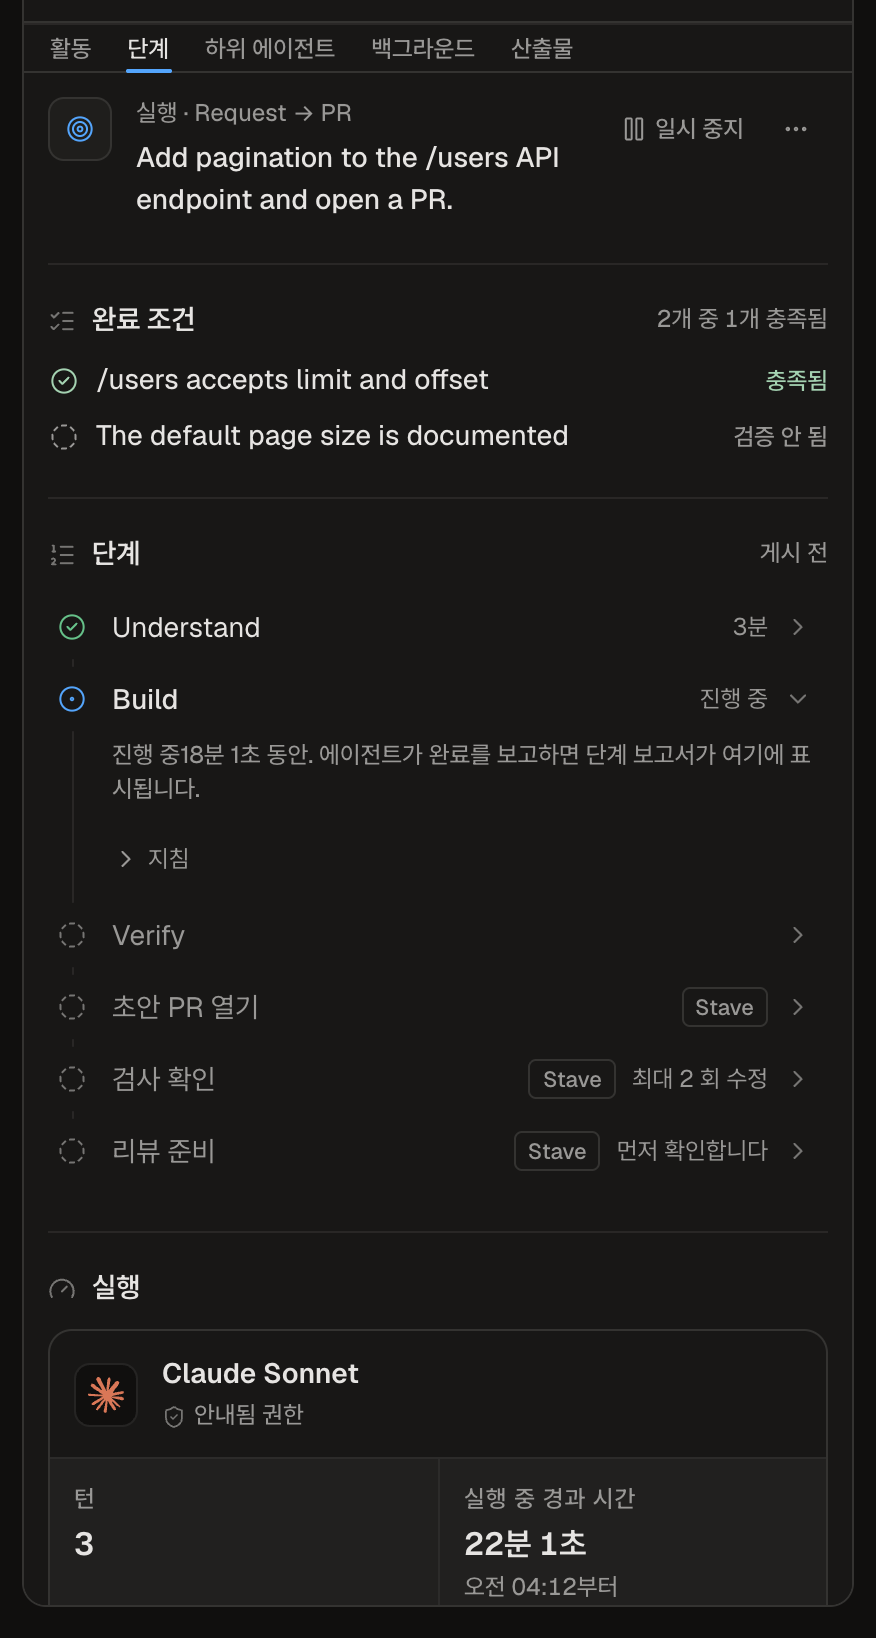 활동 단계 하위 에이전트 백그라운드 산출물
실행 · Request → PR
일시 중지
Add pagination to the /users API
endpoint and open a PR.
완료 조건 2개 중 1개 충족됨
/users accepts limit and offset 충족됨
The default page size is documented 검증 안 됨
단계 게시 전
Understand 3분
Build 진행 중
진행 중18분 1초 동안. 에이전트가 완료를 보고하면 단계 보고서가 여기에 표
시됩니다.
지침
Verify
초안 PR 열기 Stave
검사 확인 Stave 최대 2 회 수정
리뷰 준비 Stave 먼저 확인합니다
실행
Claude Sonnet
안내됨 권한
턴
3
실행 중 경과 시간
22분 1초
오전 04:12부터